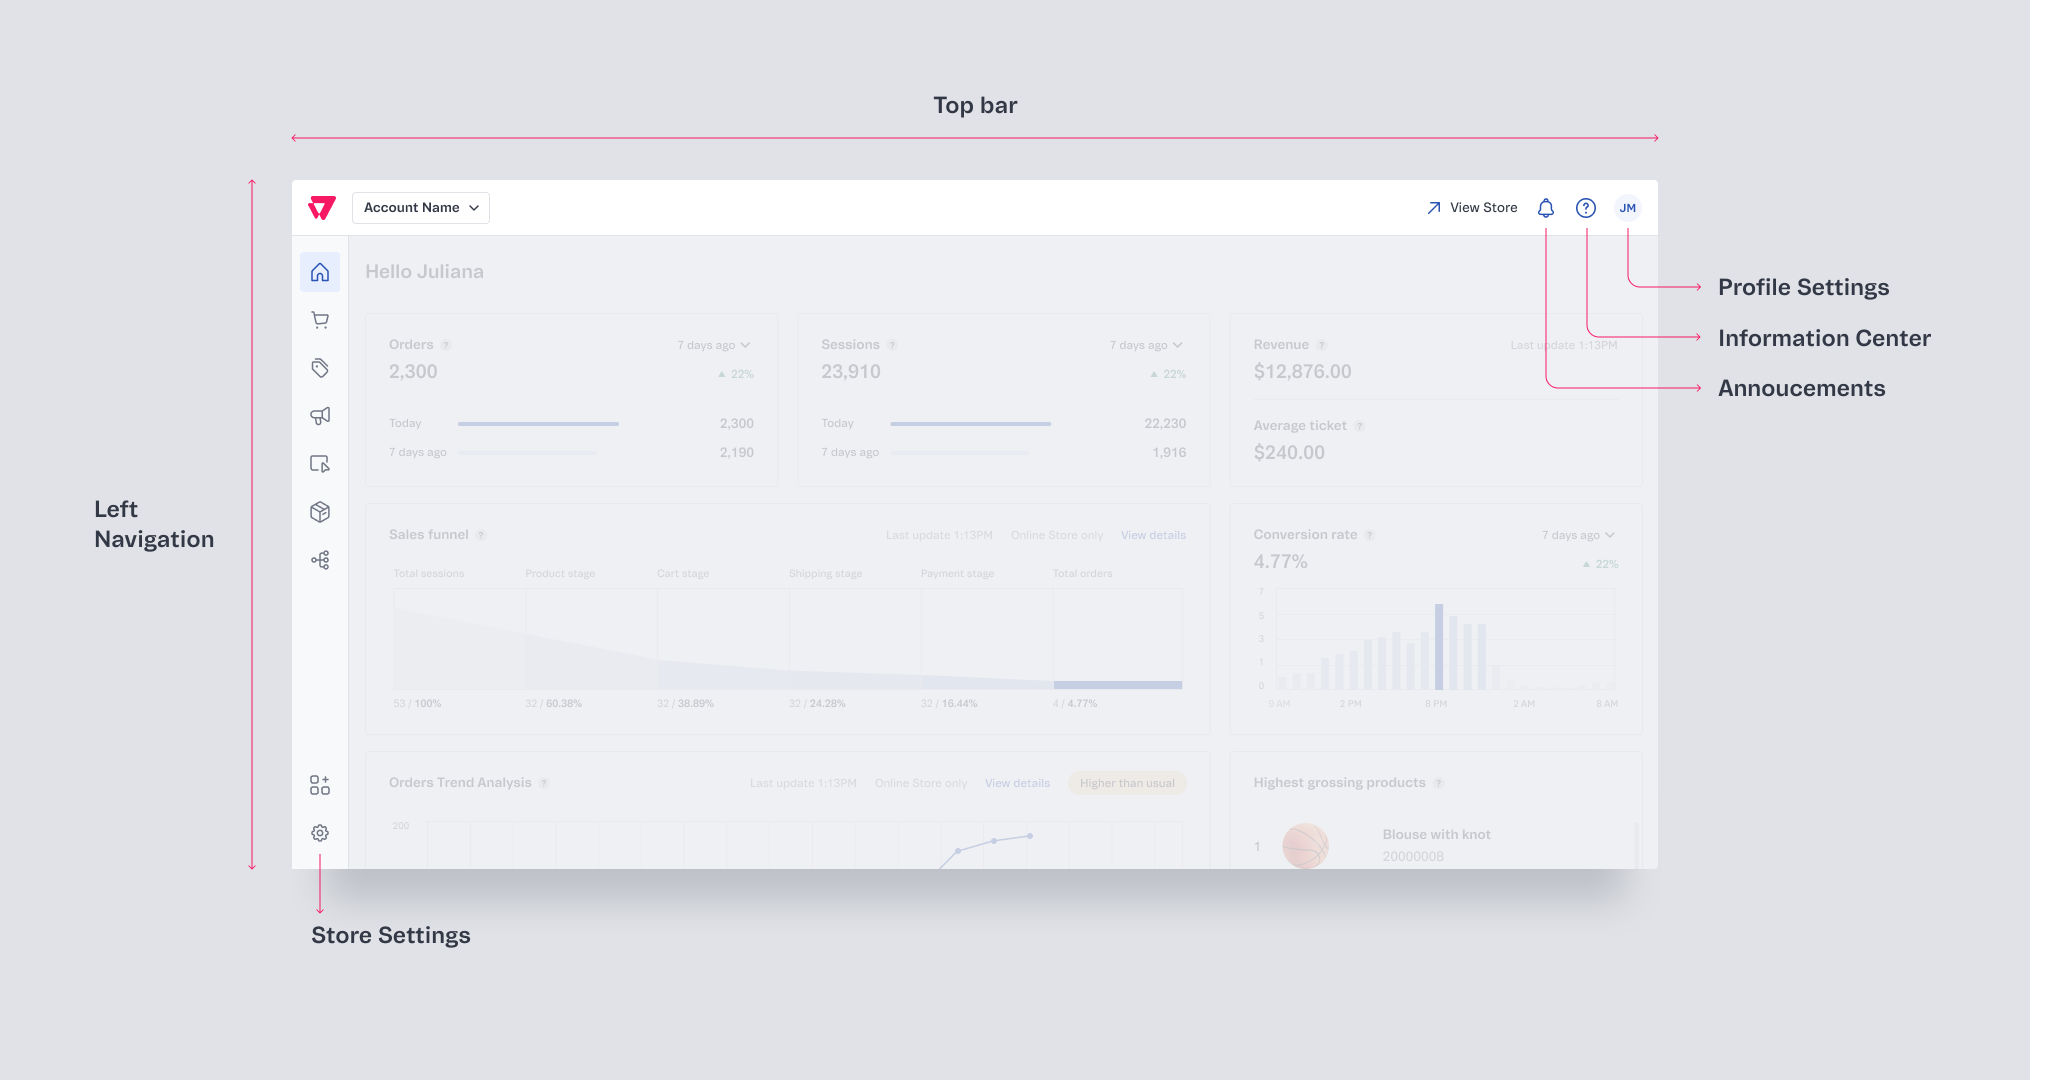 Top bar
Account Name
View Store
JM
Hello Juliana
Profile Settings
Information Center
Annoucements
Left
Navigation
Orders ?
7 days ago
2,300
22%
Today
2,300
7 days ago
2,190
Sessions ?
7 days ago
23,910
22%
Today
22,230
7 days ago
1,916
Revenue ?
Last update 1:13PM
$12,876.00
Average ticket ?
$240.00
Sales funnel ?
Last update 1:13PM
Online Store only
View details
Total sessions
Product stage
Cart stage
Shipping stage
Payment stage
Total orders
53 / 100%
32 / 60.38%
32 / 38.89%
32 / 24.28%
32 / 16.44%
4 / 4.77%
Conversion rate ?
7 days ago
4.77%
22%
7
5
3
1
0
9 AM
2 PM
8 PM
2 AM
8 AM
Orders Trend Analysis ?
Last update 1:13PM
Online Store only
View details
Higher than usual
200
Highest grossing products ?
1
Blouse with knot
20000008
Store Settings